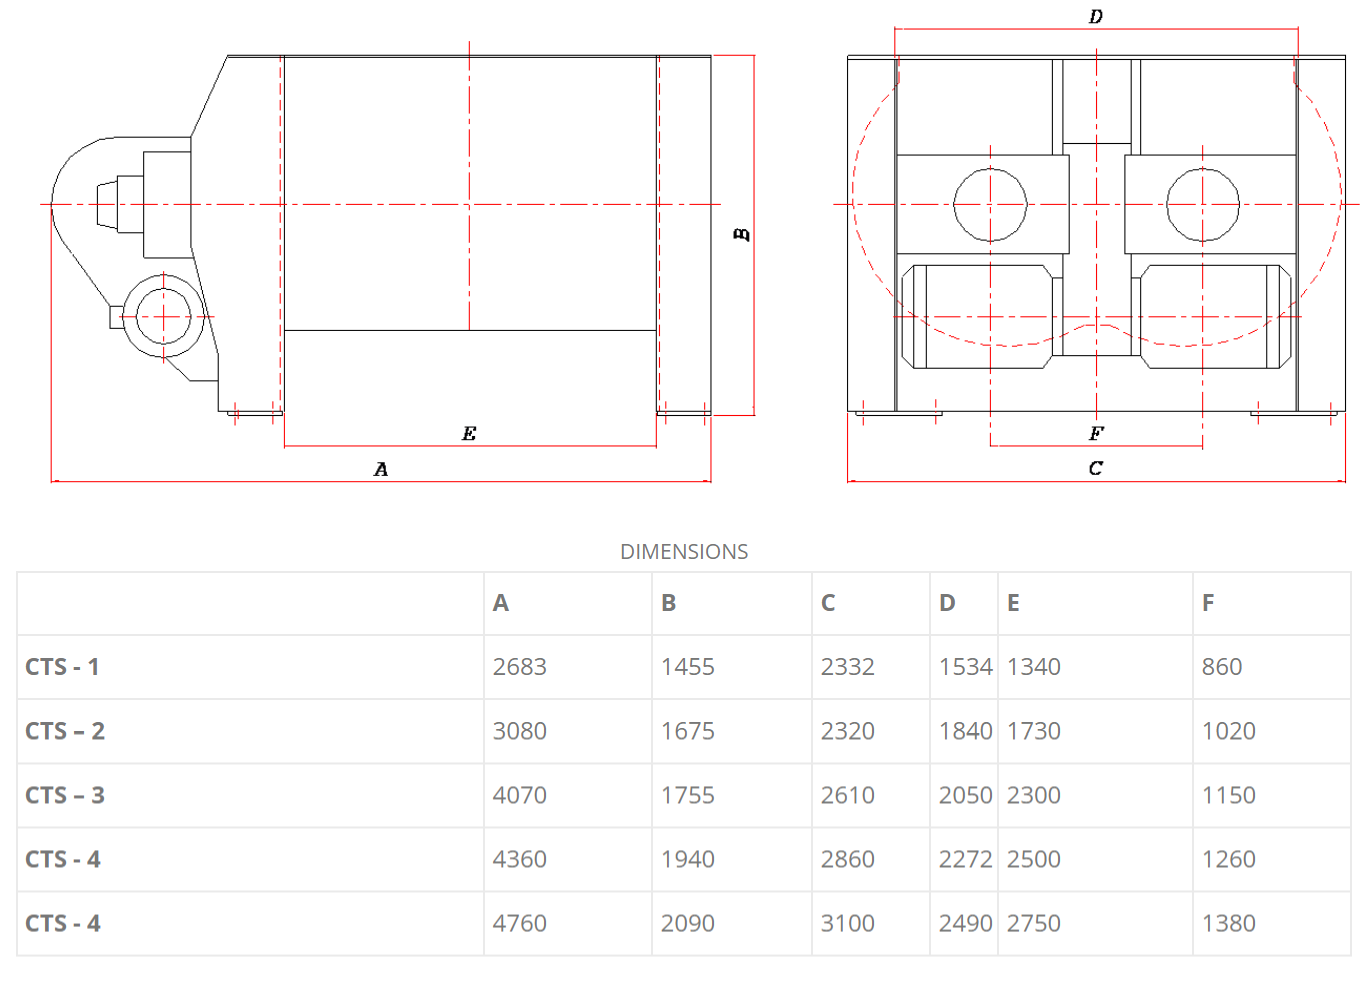 D
B
E
F
A
C
DIMENSIONS
A B C D E F
CTS - 1 2683 1455 2332 1534 1340 860
CTS – 2 3080 1675 2320 1840 1730 1020
CTS – 3 4070 1755 2610 2050 2300 1150
CTS - 4 4360 1940 2860 2272 2500 1260
CTS - 4 4760 2090 3100 2490 2750 1380